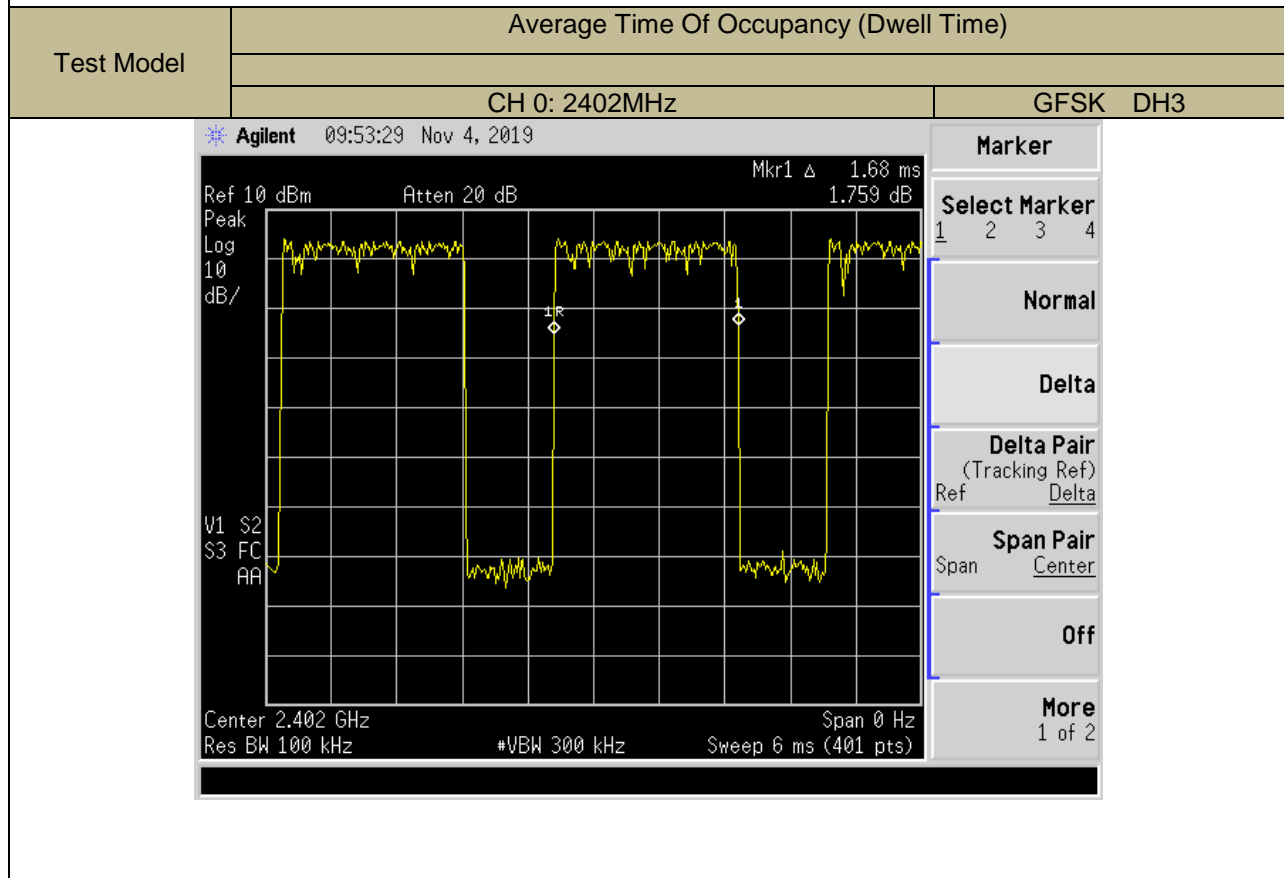 Test Model
Average Time Of Occupancy (Dwell Time)
CH 0: 2402MHz GFSK DH3
Agilent 09:53:29 Nov 4, 2019
Mkr1 Δ 1.68 ms
Ref 10 dBm Atten 20 dB 1.759 dB
Peak
Log
10
dB/
1R
1
V1 S2
S3 FC
AA
Center 2.402 GHz Span 0 Hz
Res BW 100 kHz #VBW 300 kHz Sweep 6 ms (401 pts)
Marker
Select Marker
1 2 3 4
Normal
Delta
Delta Pair
(Tracking Ref)
Ref Delta
Span Pair
Span Center
Off
More
1 of 2